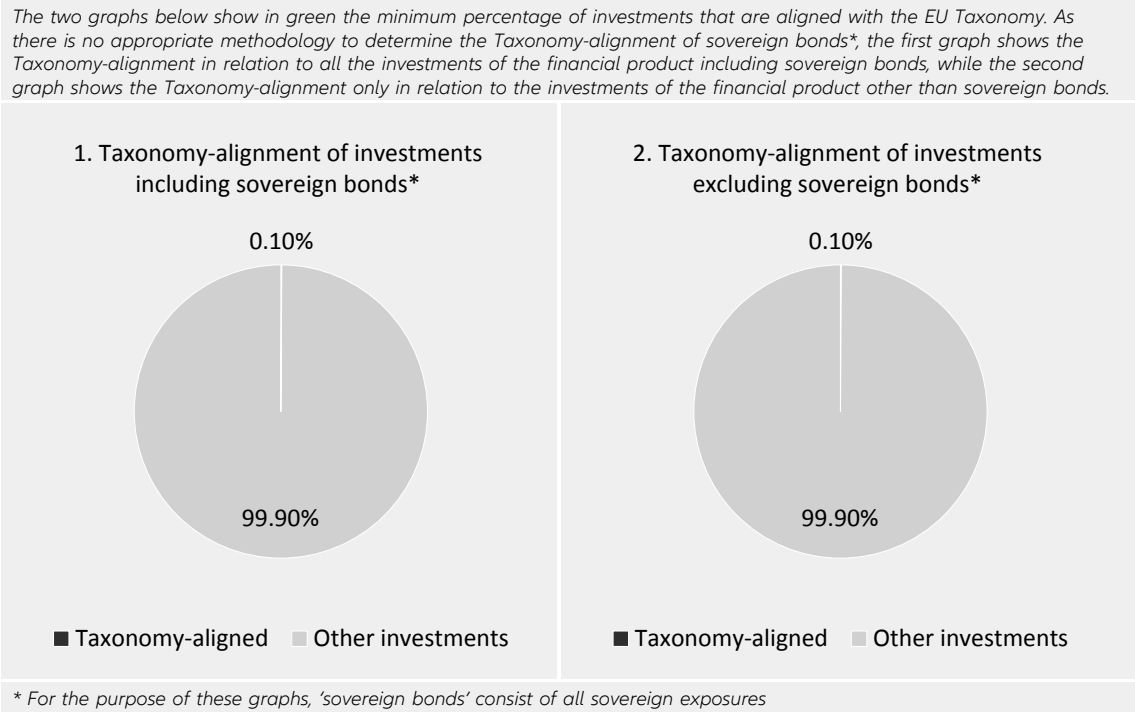 The two graphs below show in green the minimum percentage of investments that are aligned with the EU Taxonomy. As
there is no appropriate methodology to determine the Taxonomy-alignment of sovereign bonds*, the first graph shows the
Taxonomy-alignment in relation to all the investments of the financial product including sovereign bonds, while the second
graph shows the Taxonomy-alignment only in relation to the investments of the financial product other than sovereign bonds.
1. Taxonomy-alignment of investments
including sovereign bonds*
0.10%
99.90%
Taxonomy-aligned
Other investments
2. Taxonomy-alignment of investments
excluding sovereign bonds*
0.10%
99.90%
Taxonomy-aligned
Other investments
* For the purpose of these graphs, ‘sovereign bonds’ consist of all sovereign exposures